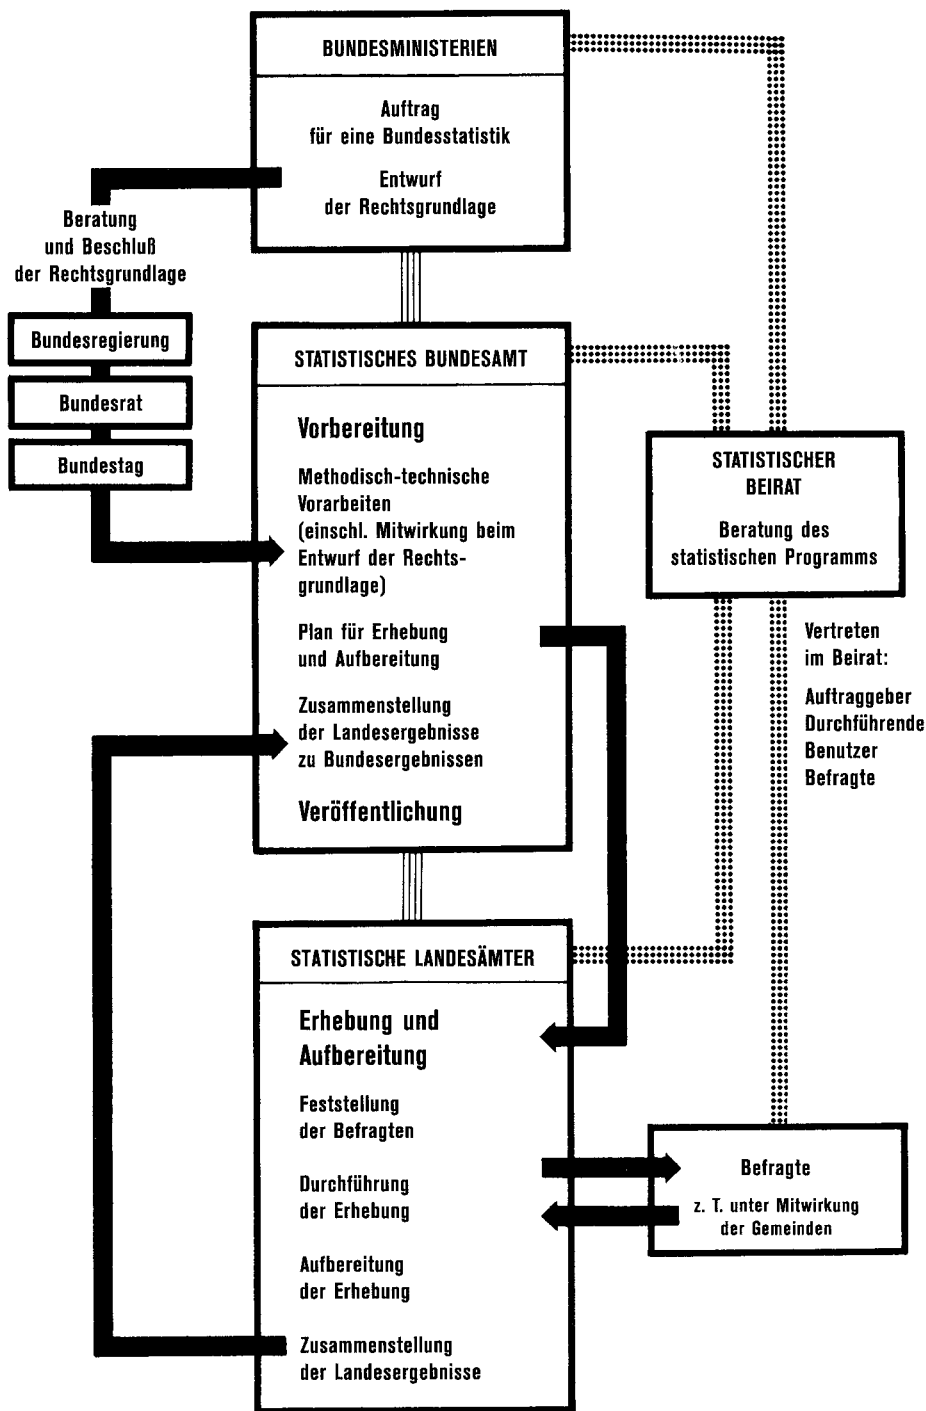 BUNDESMINISTERIEN
Auftrag
für eine Bundesstatistik
Entwurf
der Rechtsgrundlage
Beratung
und Beschluß
der Rechtsgrundlage
Bundesregierung
Bundesrat
Bundestag
STATISTISCHES BUNDESAMT
Vorbereitung
Methodisch-technische
Vorarbeiten
(einschl. Mitwirkung beim
Entwurf der Rechts-
grundlage)
Plan für Erhebung
und Aufbereitung
Zusammenstellung
der Landesergebnisse
zu Bundesergebnissen
Veröffentlichung
STATISTISCHER
BEIRAT
Beratung des
statistischen Programms
Vertreten
im Beirat:
Auftraggeber
Durchführende
Benutzer
Befragte
STATISTISCHE LANDESÄMTER
Erhebung und
Aufbereitung
Feststellung
der Befragten
Durchführung
der Erhebung
Aufbereitung
der Erhebung
Zusammenstellung
der Landesergebnisse
Befragte
z. T. unter Mitwirkung
der Gemeinden